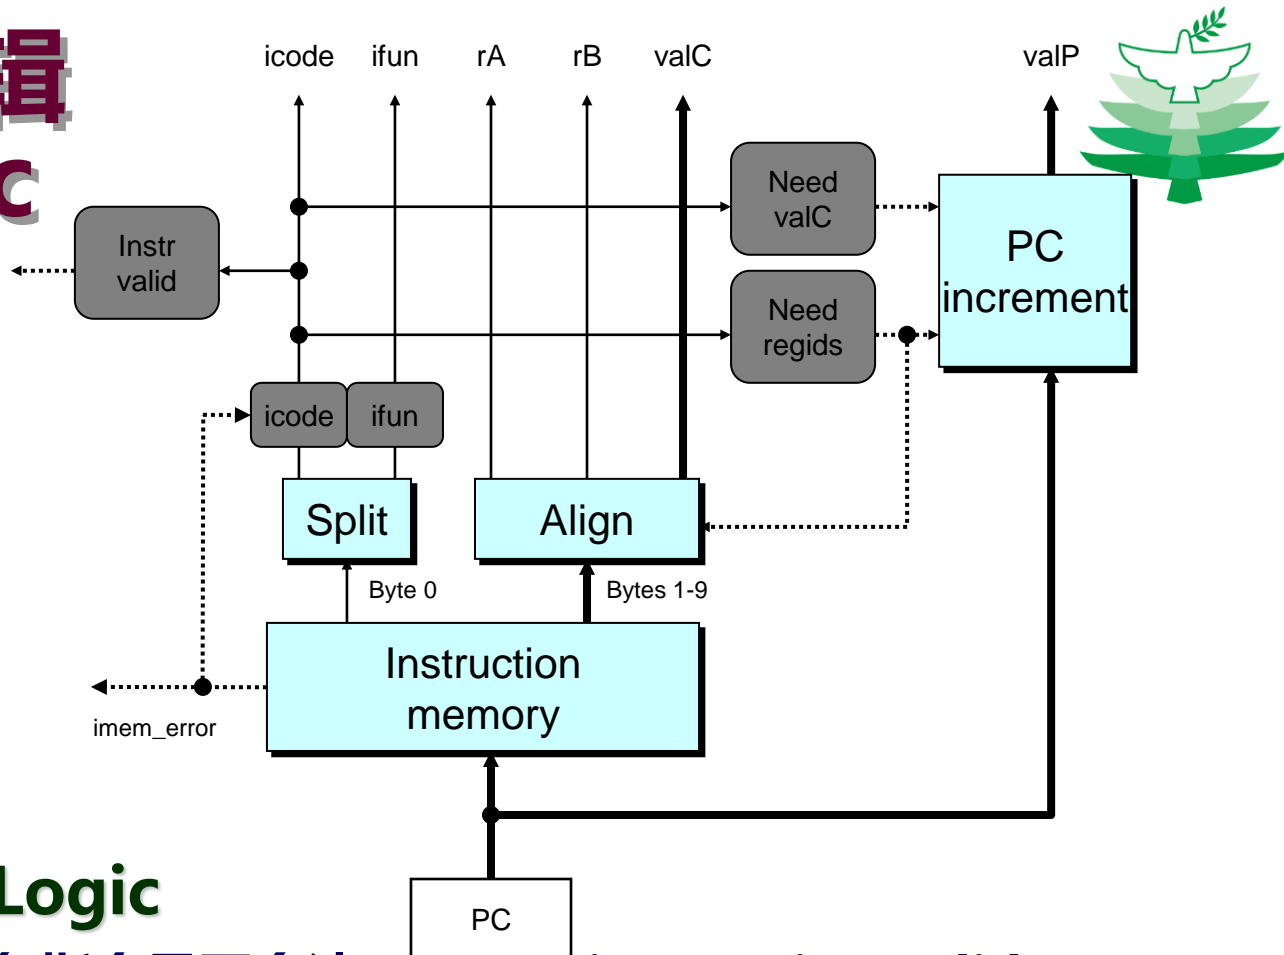 辑
icode ifun rA rB valC valP
c
Need
valC
Instr
valid
PC
increment
Need
regids
icode ifun
Split
Align
Byte 0
Bytes 1-9
Instruction
memory
imem_error
Logic
PC